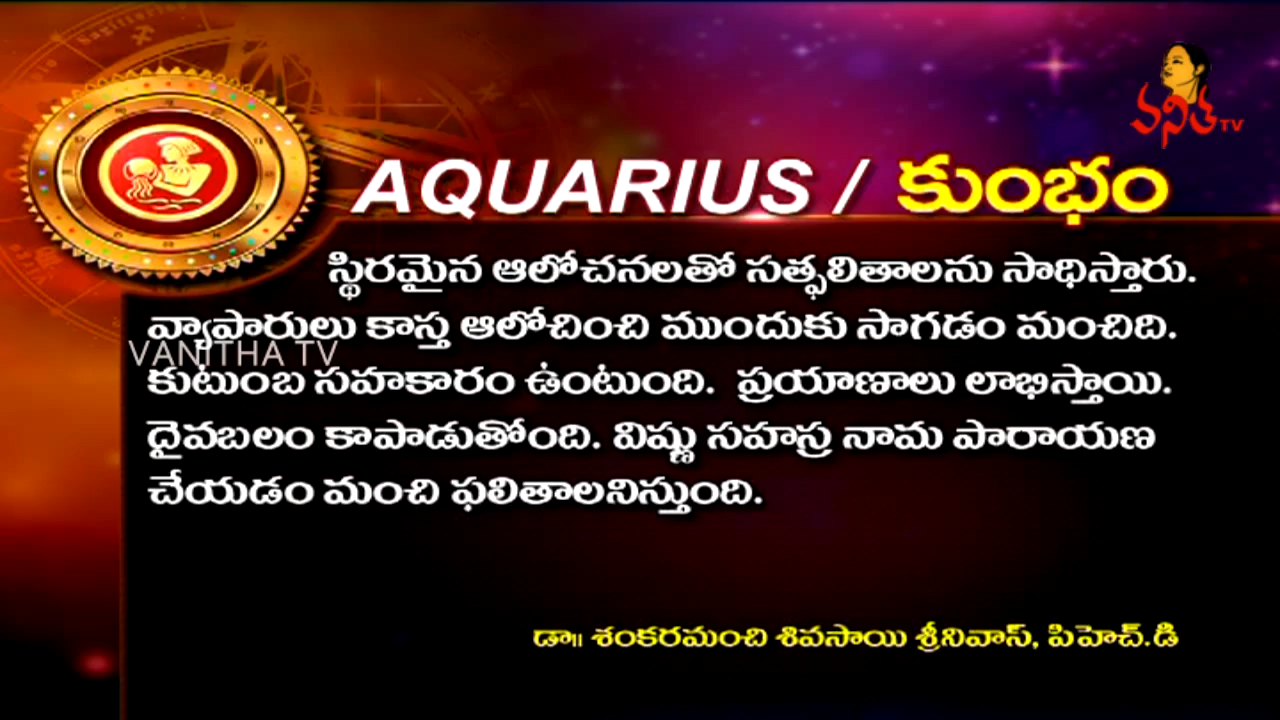 వనిత TV
AQUARIUS / కుంభం
స్థిరమైన ఆలోచనలతో సత్ఫలితాలను సాధిస్తారు.
వ్యాపారులు కాస్త ఆలోచించి ముందుకు సాగడం మంచిది.
VANITHA TV
కుటుంబ సహకారం ఉంటుంది. ప్రయాణాలు లాభిస్తాయి.
దైవబలం కాపాడుతోంది. విష్ణు సహస్ర నామ పారాయణ
చేయడం మంచి ఫలితాలనిస్తుంది.
డా॥ శంకరమంచి శివసాయి శ్రీనివాస్, పిహెచ్.డి